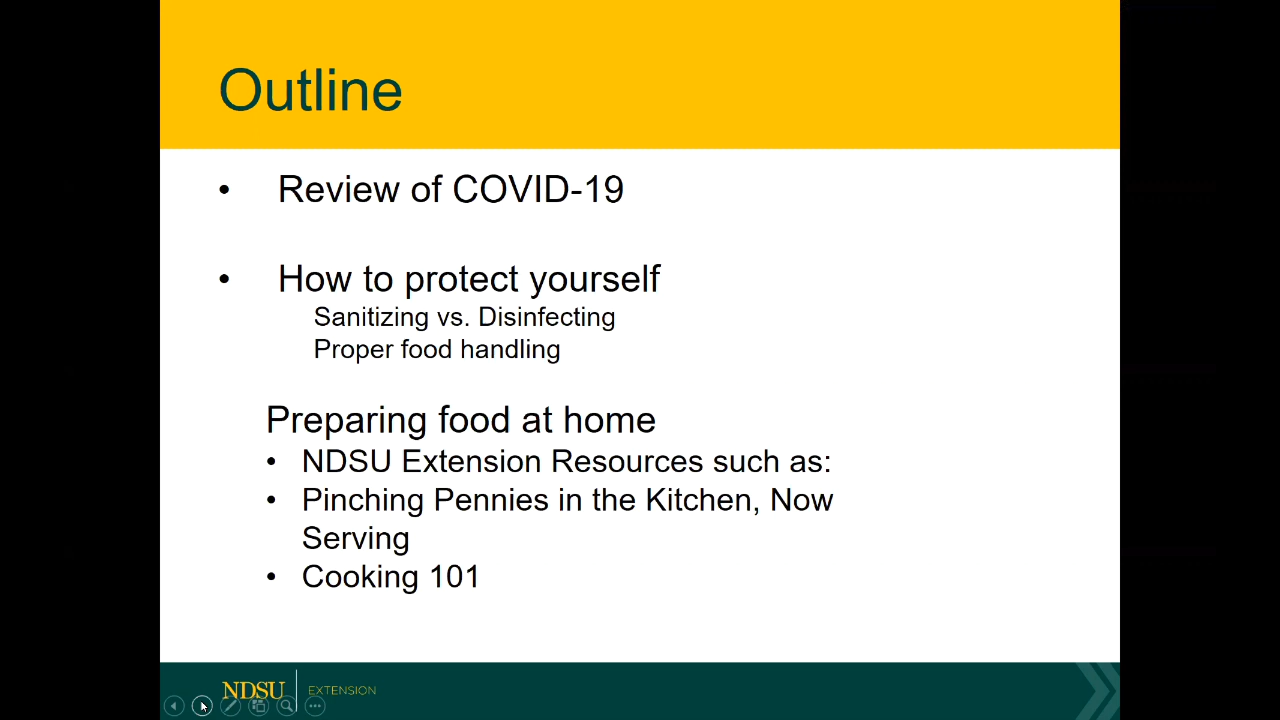 Outline
• Review of COVID-19
• How to protect yourself
Sanitizing vs. Disinfecting
Proper food handling
Preparing food at home
• NDSU Extension Resources such as:
• Pinching Pennies in the Kitchen, Now
Serving
• Cooking 101
NDSU EXTENSION